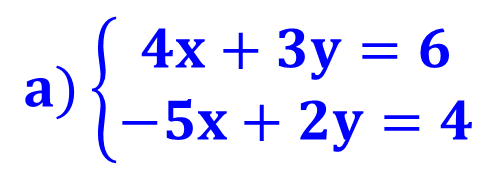 a) { 4x + 3y = 6
−5x + 2y = 4